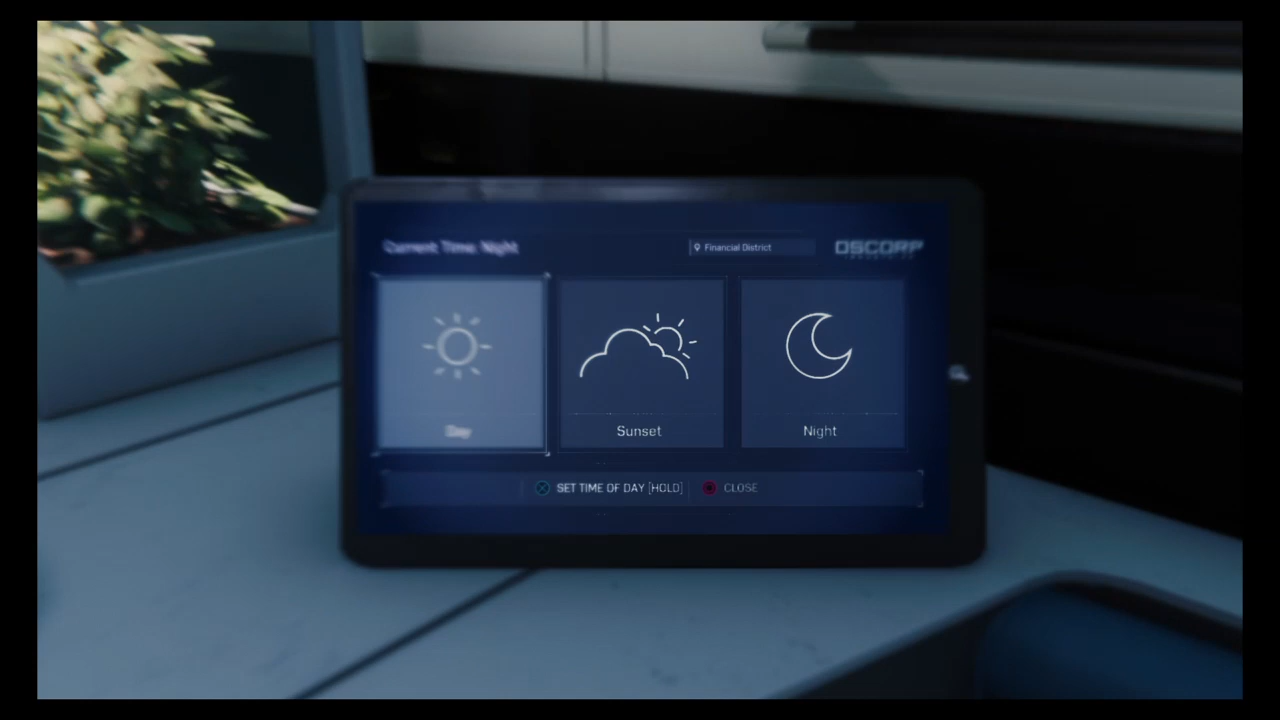 Current Time: Night
Financial District
OSCORP
Day
Sunset
Night
SET TIME OF DAY [HOLD]
CLOSE